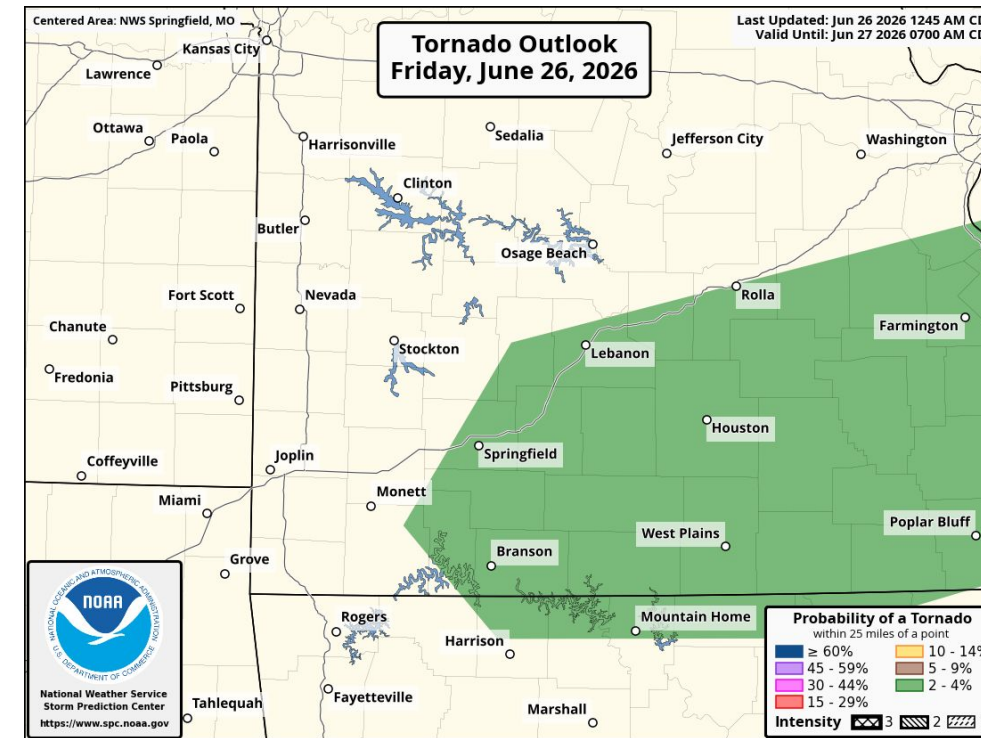 Centered Area: NWS Springfield, MO
Last Updated: Jun 26 2026 1245 AM CD
Valid Until: Jun 27 2026 0700 AM CD
Tornado Outlook
Friday, June 26, 2026
Kansas City
Lawrence
Ottawa
Paola
Harrisonville
Sedalia
Jefferson City
Washington
Clinton
Butler
Osage Beach
Fort Scott
Nevada
Rolla
Chanute
Farmington
Stockton
Lebanon
Fredonia
Pittsburg
Houston
Coffeyville
Joplin
Springfield
Miami
Monett
Poplar Bluff
West Plains
Branson
Grove
Rogers
Mountain Home
Harrison
Fayetteville
Tahlequah
Marshall
NATIONAL OCEANIC AND ATMOSPHERIC ADMINISTRATION
U.S. DEPARTMENT OF COMMERCE
NOAA
National Weather Service
Storm Prediction Center
https://www.spc.noaa.gov
Probability of a Tornado
within 25 miles of a point
≥ 60% 10 - 14%
45 - 59% 5 - 9%
30 - 44% 2 - 4%
15 - 29%
Intensity 3 2